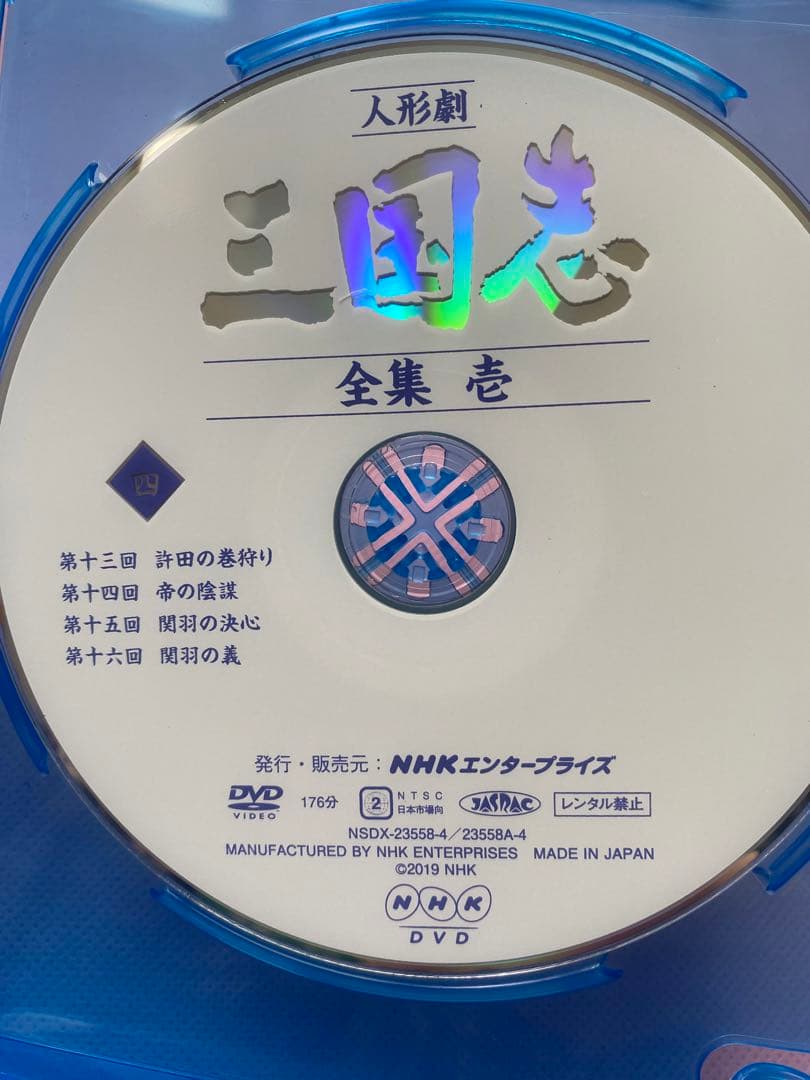 人形劇
三国志
全集 壱
四
第十三回 許田の巻狩り
第十四回 帝の陰謀
第十五回 関羽の決心
第十六回 関羽の義
発行・販売元：NHKエンタープライズ
DVD VIDEO 176分 2 NTSC 日本市場向 JASRAC レンタル禁止
NSDX-23558-4／23558A-4
MANUFACTURED BY NHK ENTERPRISES MADE IN JAPAN
©2019 NHK
NHK
DVD